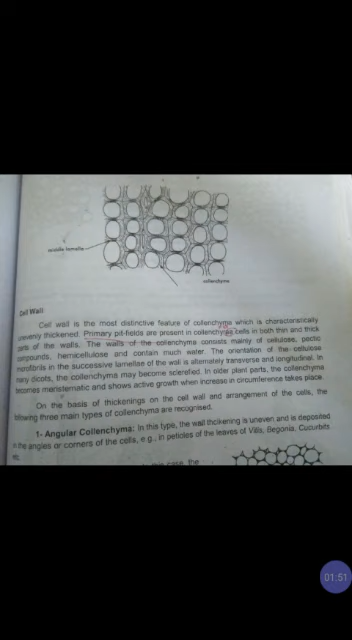 middle lamella
collenchyma
Cell Wall
Cell wall is the most distinctive feature of collenchyma which is characteristically
unevenly thickened. Primary pit-fields are present in collenchyma cells in both thin and thick
parts of the walls. The walls of the collenchyma consists mainly of cellulose, pectic
compounds, hemicellulose and contain much water. The orientation of the cellulose
microfibrils in the successive lamellae of the wall is alternately transverse and longitudinal. In
many dicots, the collenchyma may become sclerefied. In older plant parts, the collenchyma
becomes meristematic and shows active growth when increase in circumference takes place.
On the basis of thickenings on the cell wall and arrangement of the cells, the
following three main types of collenchyma are recognised.
1- Angular Collenchyma: In this type, the wall thickening is uneven and is deposited
in the angles or corners of the cells, e.g., in petioles of the leaves of Vitis, Begonia, Cucurbits
etc.
case, the
01:51